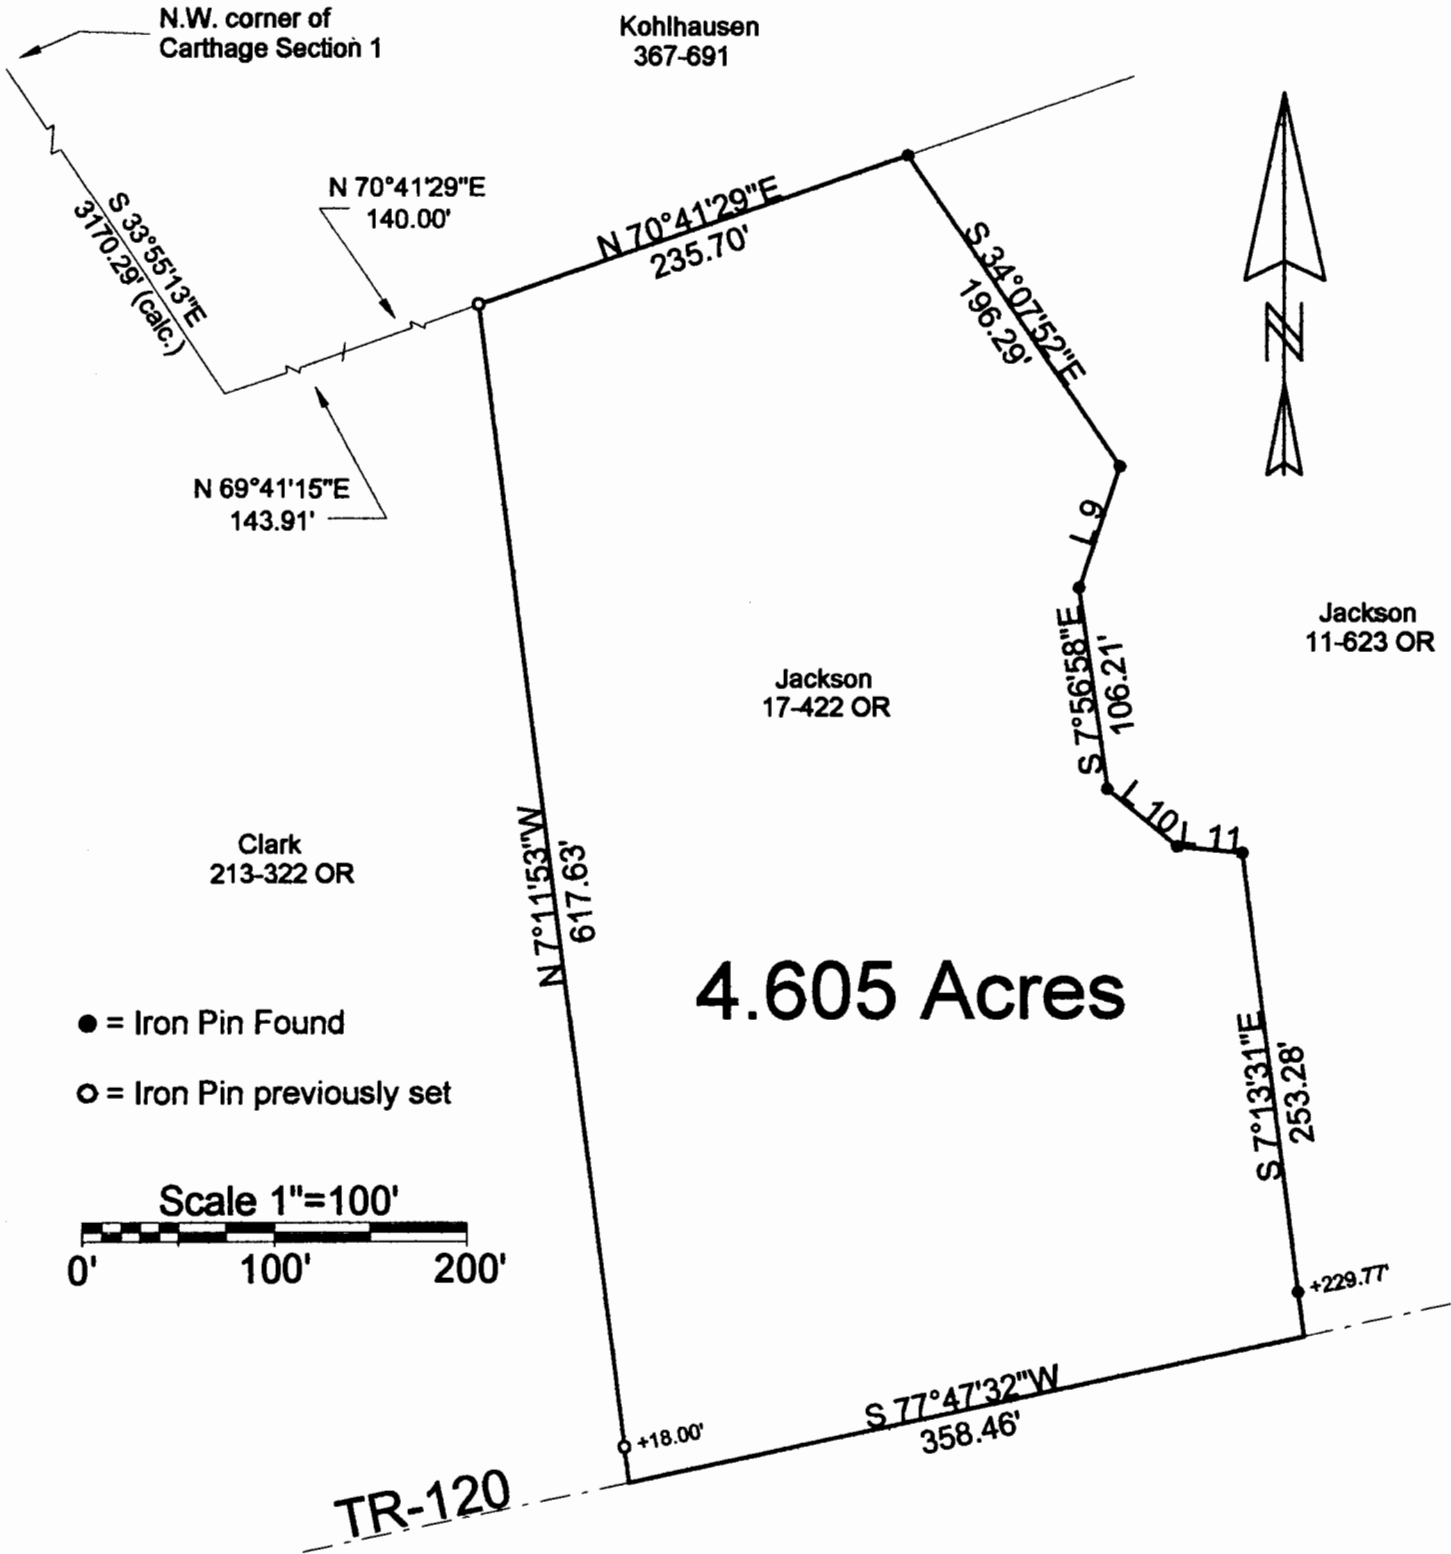 N.W. corner of
Carthage Section 1
Kohlhausen
367-691
S 33°55'13"E
3170.29' (calc.)
N 70°41'29"E
140.00'
N 70°41'29"E
235.70'
S 34°07'52"E
196.29'
N
N 69°41'15"E
143.91'
L 9
Jackson
11-623 OR
Jackson
17-422 OR
S 7°56'58"E
106.21'
L 10
L 11
N 7°11'53"W
617.63'
Clark
213-322 OR
4.605 Acres
● = Iron Pin Found
○ = Iron Pin previously set
S 7°13'31"E
253.28'
Scale 1"=100'
0' 100' 200'
+229.77'
S 77°47'32"W
358.46'
+18.00'
TR-120